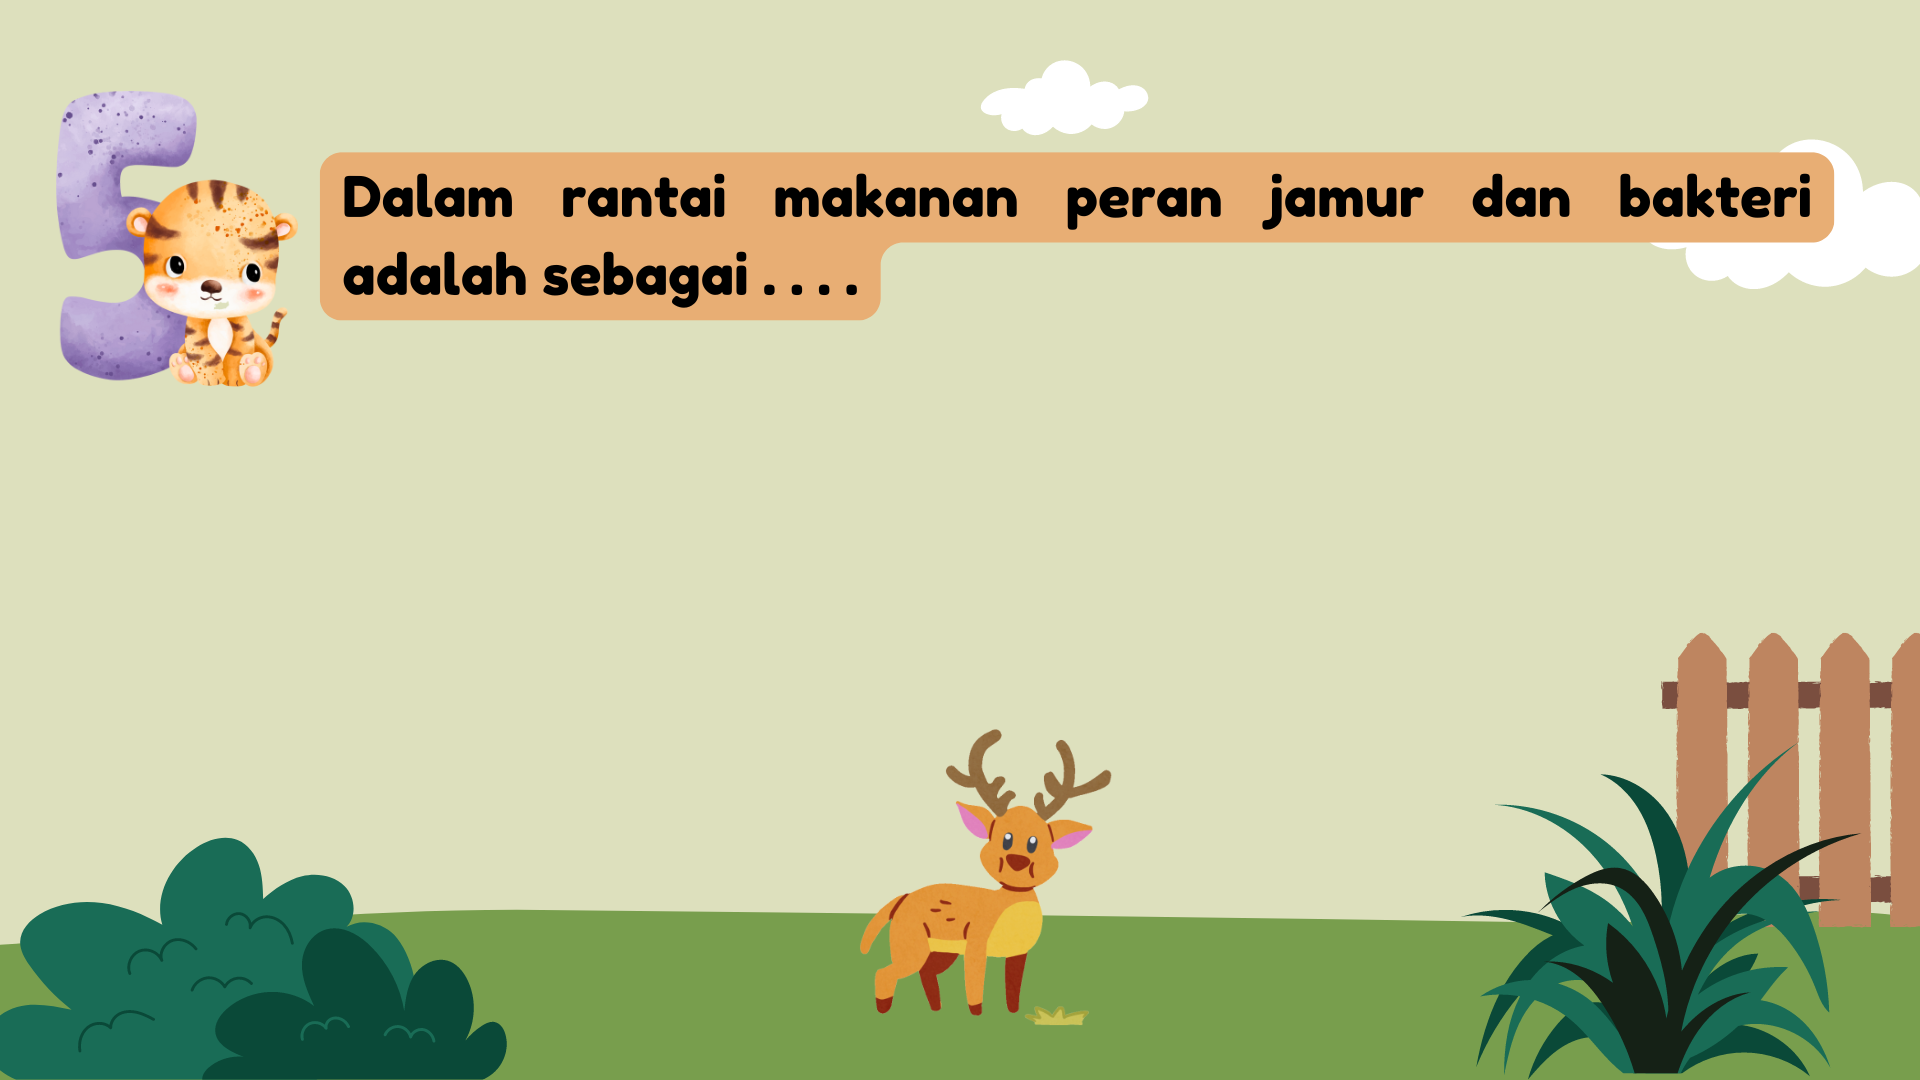 5
Dalam rantai makanan peran jamur dan bakteri
adalah sebagai . . . .